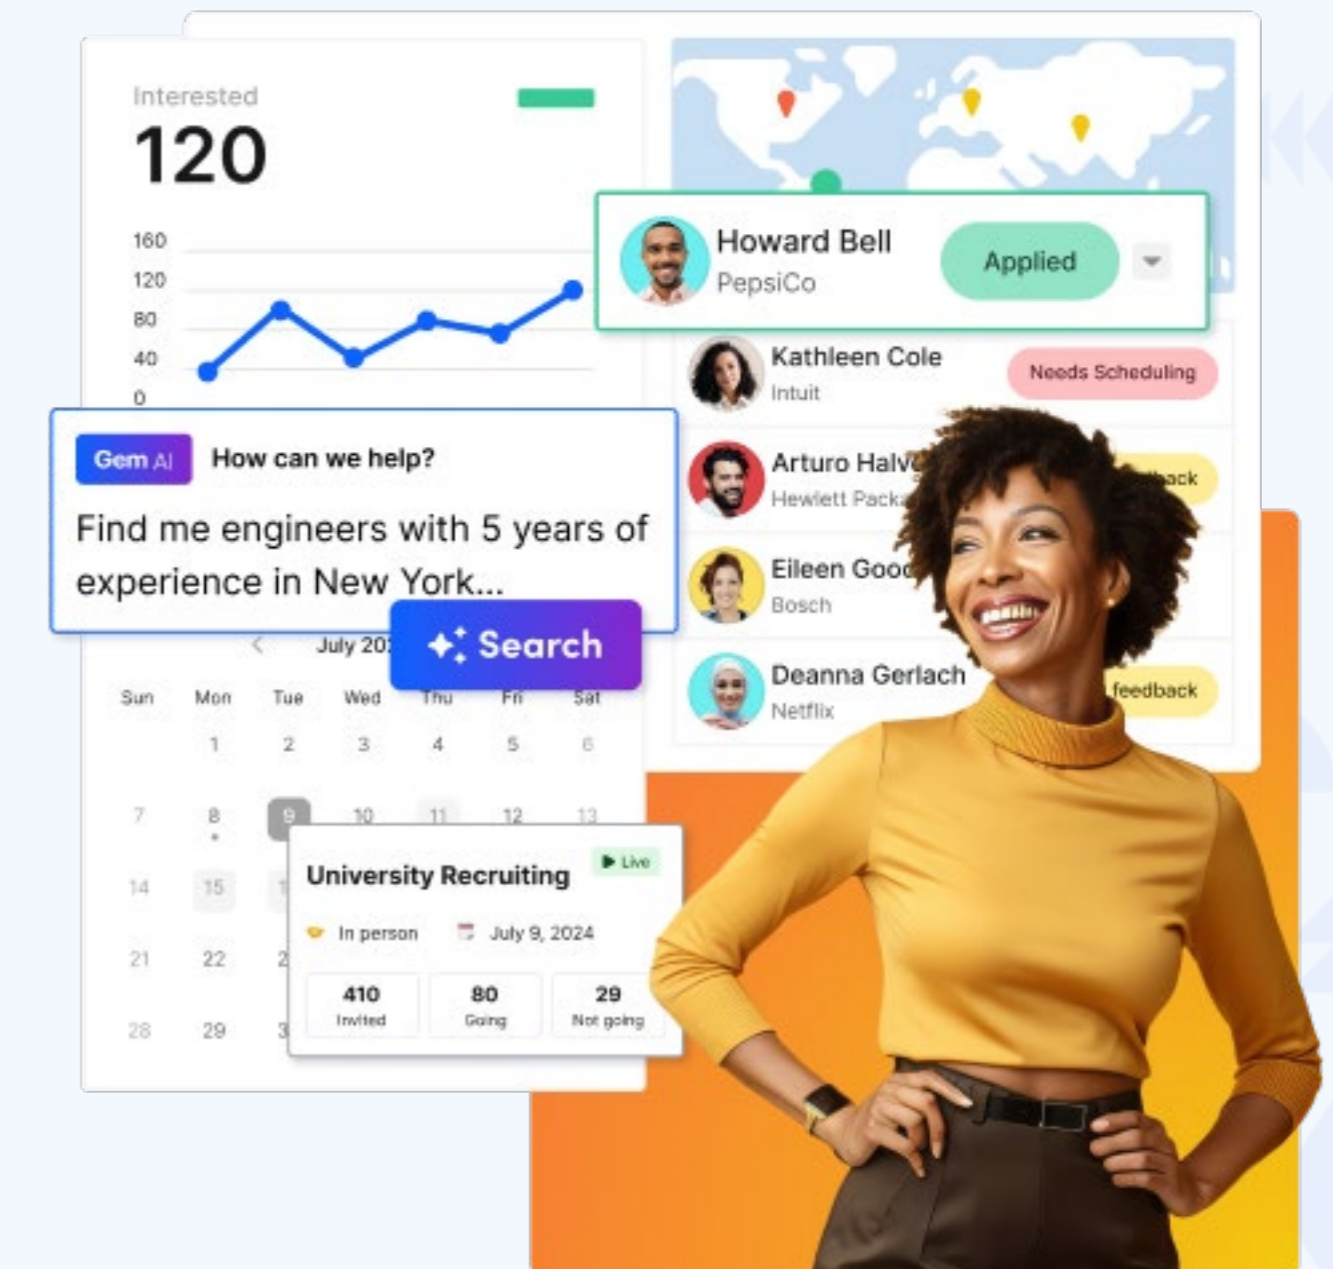 Interested
120
160
120
80
40
0
Howard Bell
PepsiCo
Applied
Kathleen Cole
Intuit
Needs Scheduling
Arturo
Hewlett
Eileen
Bosch
Deanna Gerlach
Netflix
feedback
Gem AI How can we help?
Find me engineers with 5 years of
experience in New York...
Search
July
Sun Mon Tue Wed Thu Fri Sat
1 2 3 4 5 6
7 8 9 10 11 12 13
14 15
21 22
28 29
University Recruiting
Live
In person July 9, 2024
410 80 29
Invited Going Not going